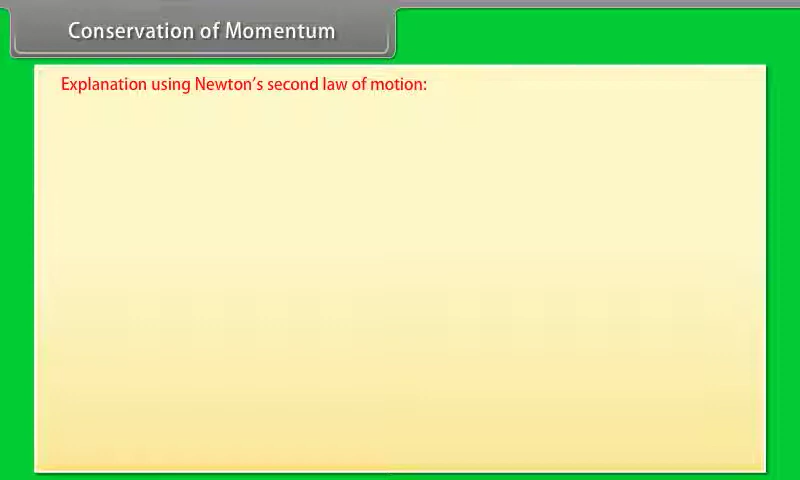 Conservation of Momentum
Explanation using Newton’s second law of motion: